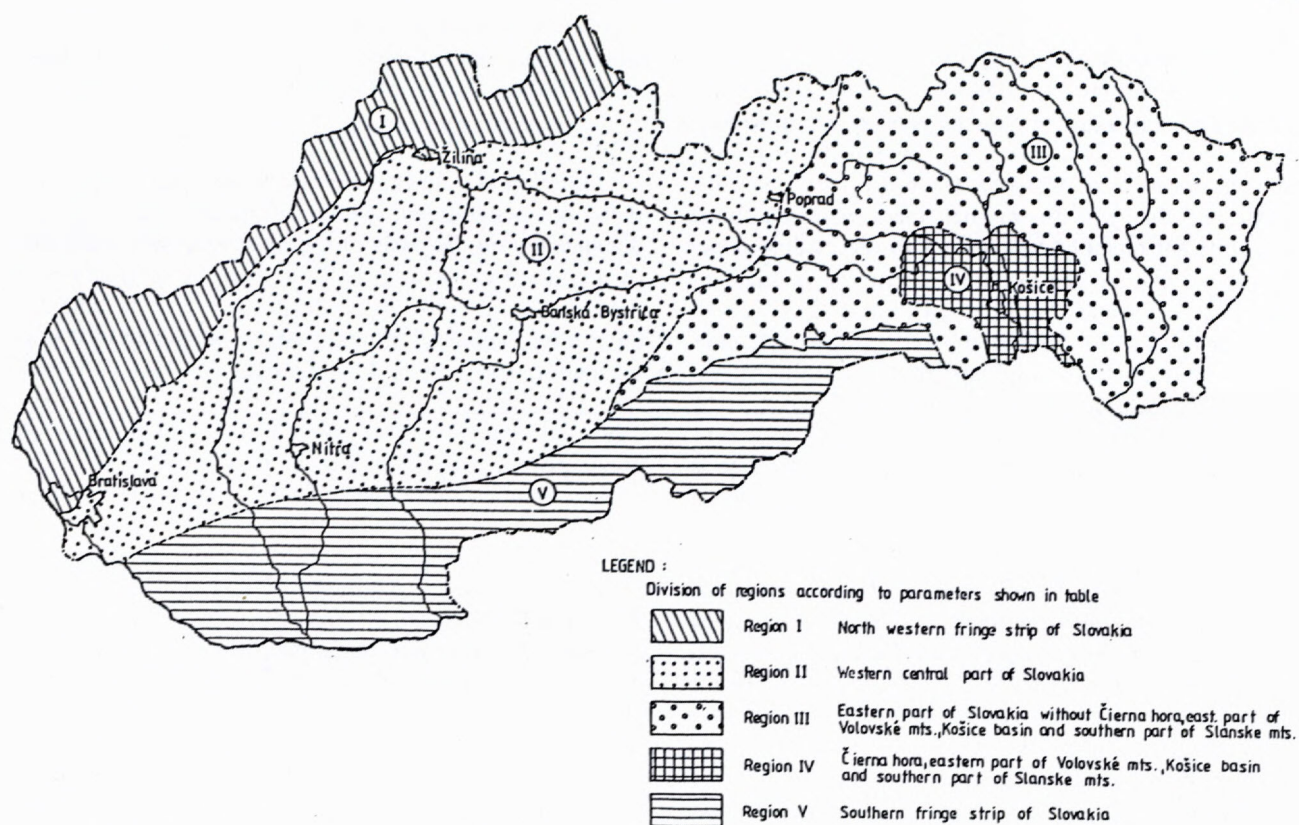 I
Žilina
III
Poprad
II
IV
Košice
Banská Bystrica
Nitra
Bratislava
V
LEGEND :
Division of regions according to parameters shown in table
Region I North western fringe strip of Slovakia
Region II Western central part of Slovakia
Region III Eastern part of Slovakia without Čierna hora,east. part of
Volovské mts.,Košice basin and southern part of Slánske mts.
Region IV Čierna hora,eastern part of Volovské mts.,Košice basin
and southern part of Slanske mts.
Region V Southern fringe strip of Slovakia